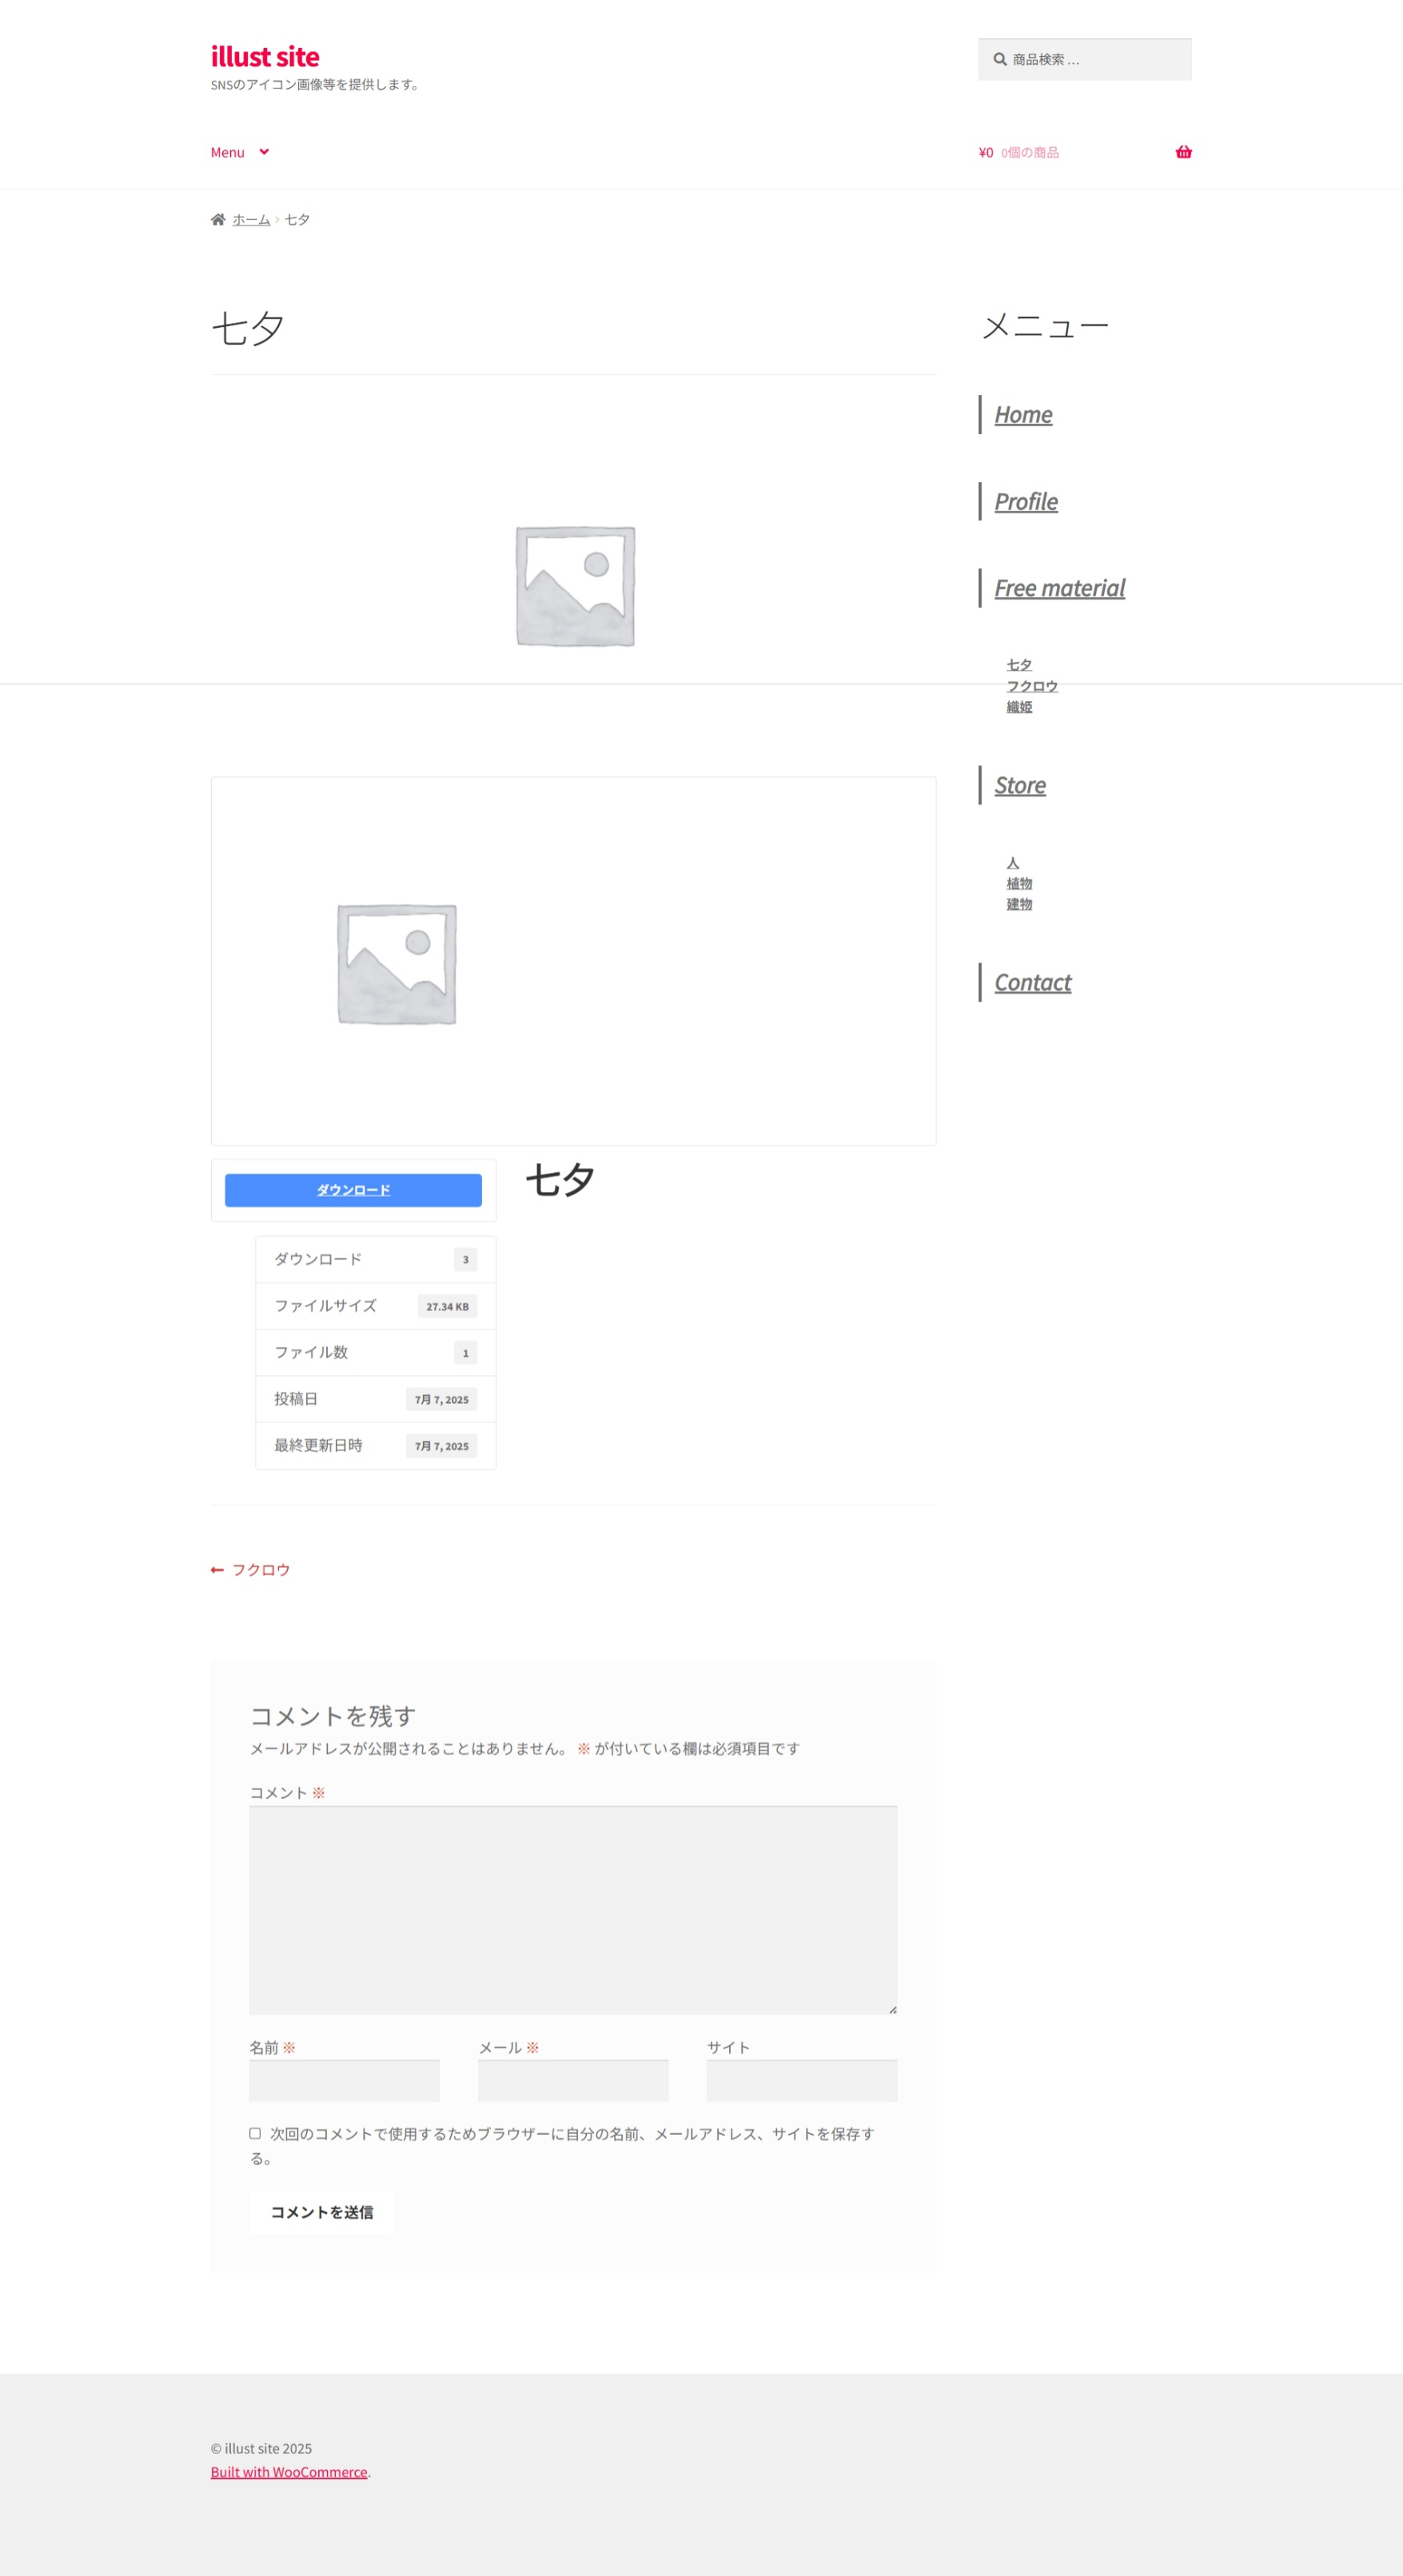 illust site
SNSのアイコン画像等を提供します。
商品検索 …
Menu
¥0 0個の商品
ホーム 七夕
七夕
メニュー
Home
Profile
Free material
七夕
フクロウ
織姫
Store
人
植物
建物
Contact
ダウンロード
七夕
ダウンロード 3
ファイルサイズ 27.34 KB
ファイル数 1
投稿日 7月 7, 2025
最終更新日時 7月 7, 2025
フクロウ
コメントを残す
メールアドレスが公開されることはありません。 ※ が付いている欄は必須項目です
コメント ※
名前 ※ メール ※ サイト
次回のコメントで使用するためブラウザーに自分の名前、メールアドレス、サイトを保存す
る。
コメントを送信
© illust site 2025
Built with WooCommerce.